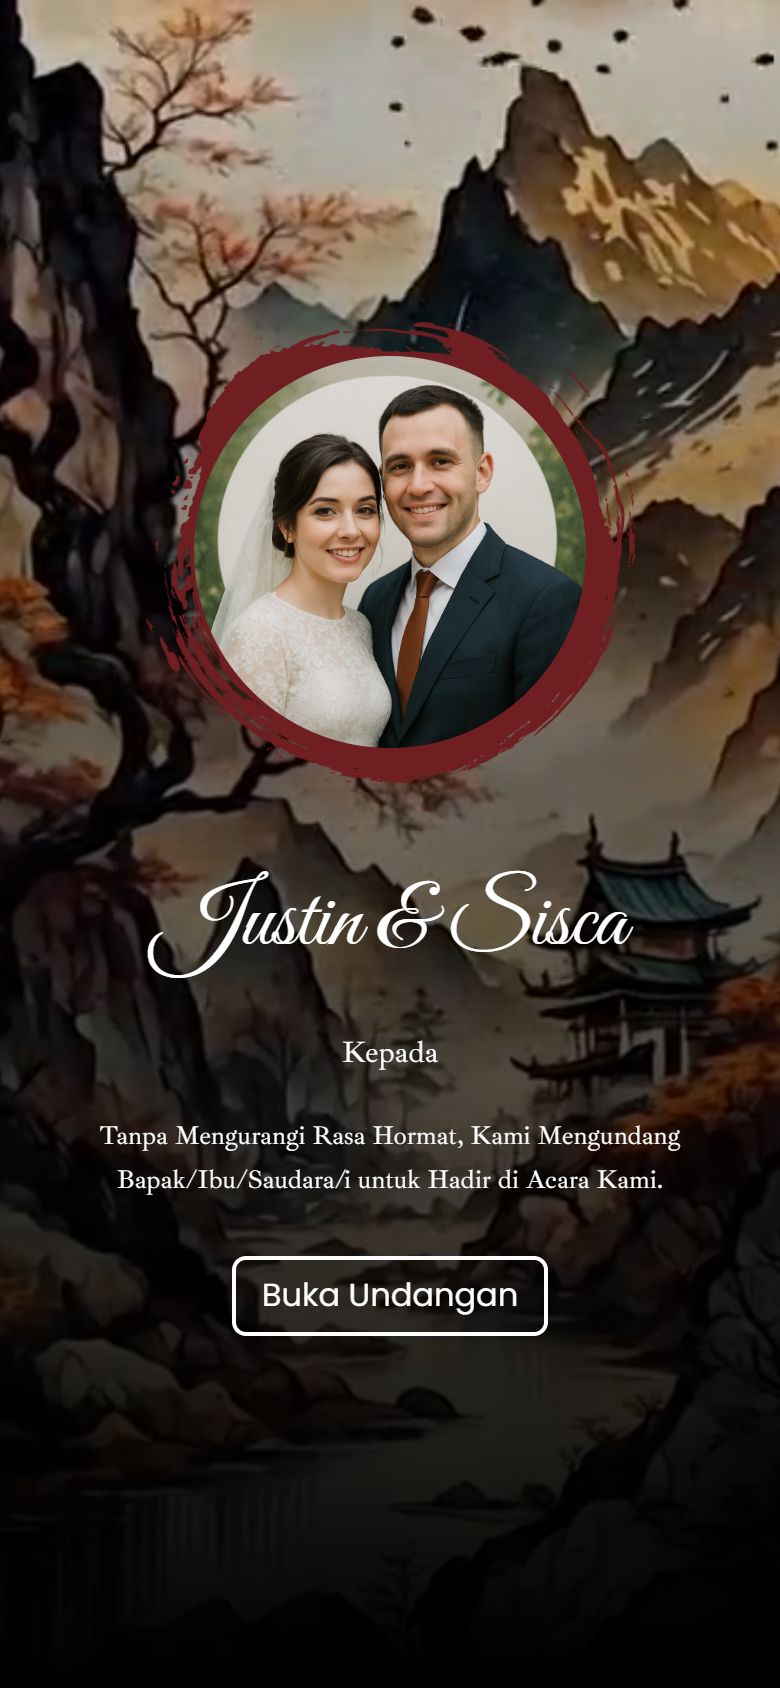 Justin & Sisca
Kepada
Tanpa Mengurangi Rasa Hormat, Kami Mengundang
Bapak/Ibu/Saudara/i untuk Hadir di Acara Kami.
Buka Undangan